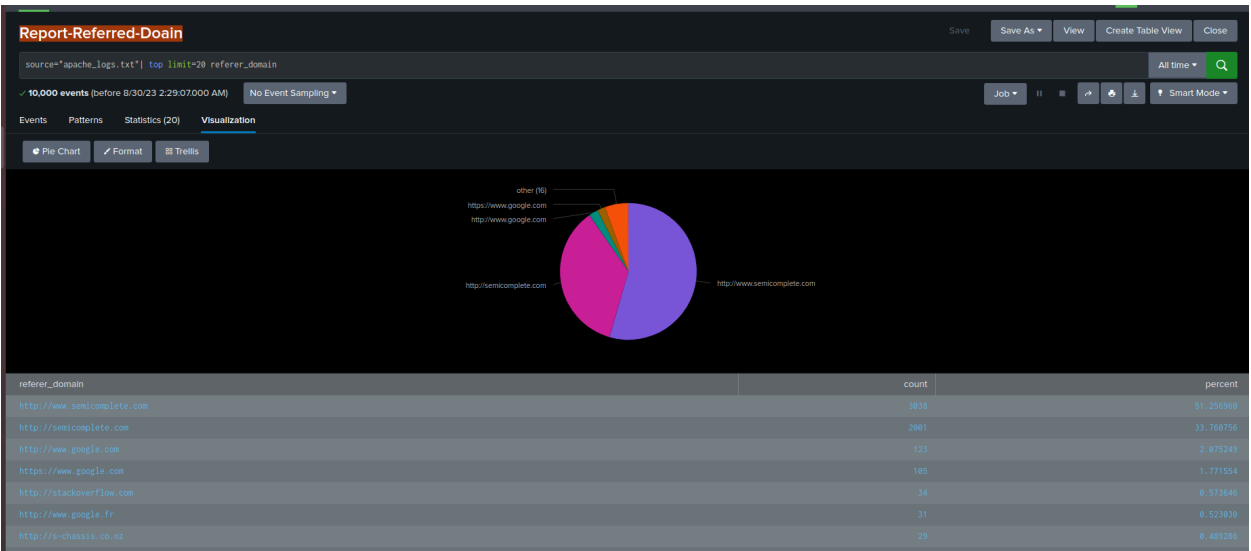 Report-Referred-Doain
Save Save As View Create Table View Close
source="apache_logs.txt"| top limit=20 referer_domain
All time
10,000 events (before 8/30/23 2:29:07.000 AM) No Event Sampling
Job Smart Mode
Events Patterns Statistics (20) Visualization
Pie Chart Format Trellis
other (16)
https://www.google.com
http://www.google.com
http://semicomplete.com
http://www.semicomplete.com
referer_domain count percent
http://www.semicomplete.com 3038 51.256960
http://semicomplete.com 2001 33.760756
http://www.google.com 123 2.075249
https://www.google.com 105 1.771554
http://stackoverflow.com 34 0.573646
http://www.google.fr 31 0.523030
http://s-chassis.co.nz 29 0.489286